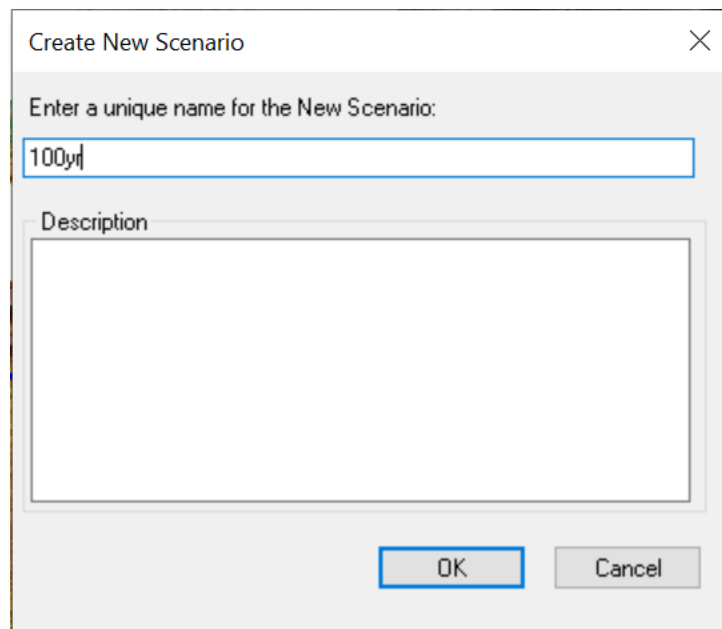 Create New Scenario
Enter a unique name for the New Scenario:
100yr
Description
OK
Cancel